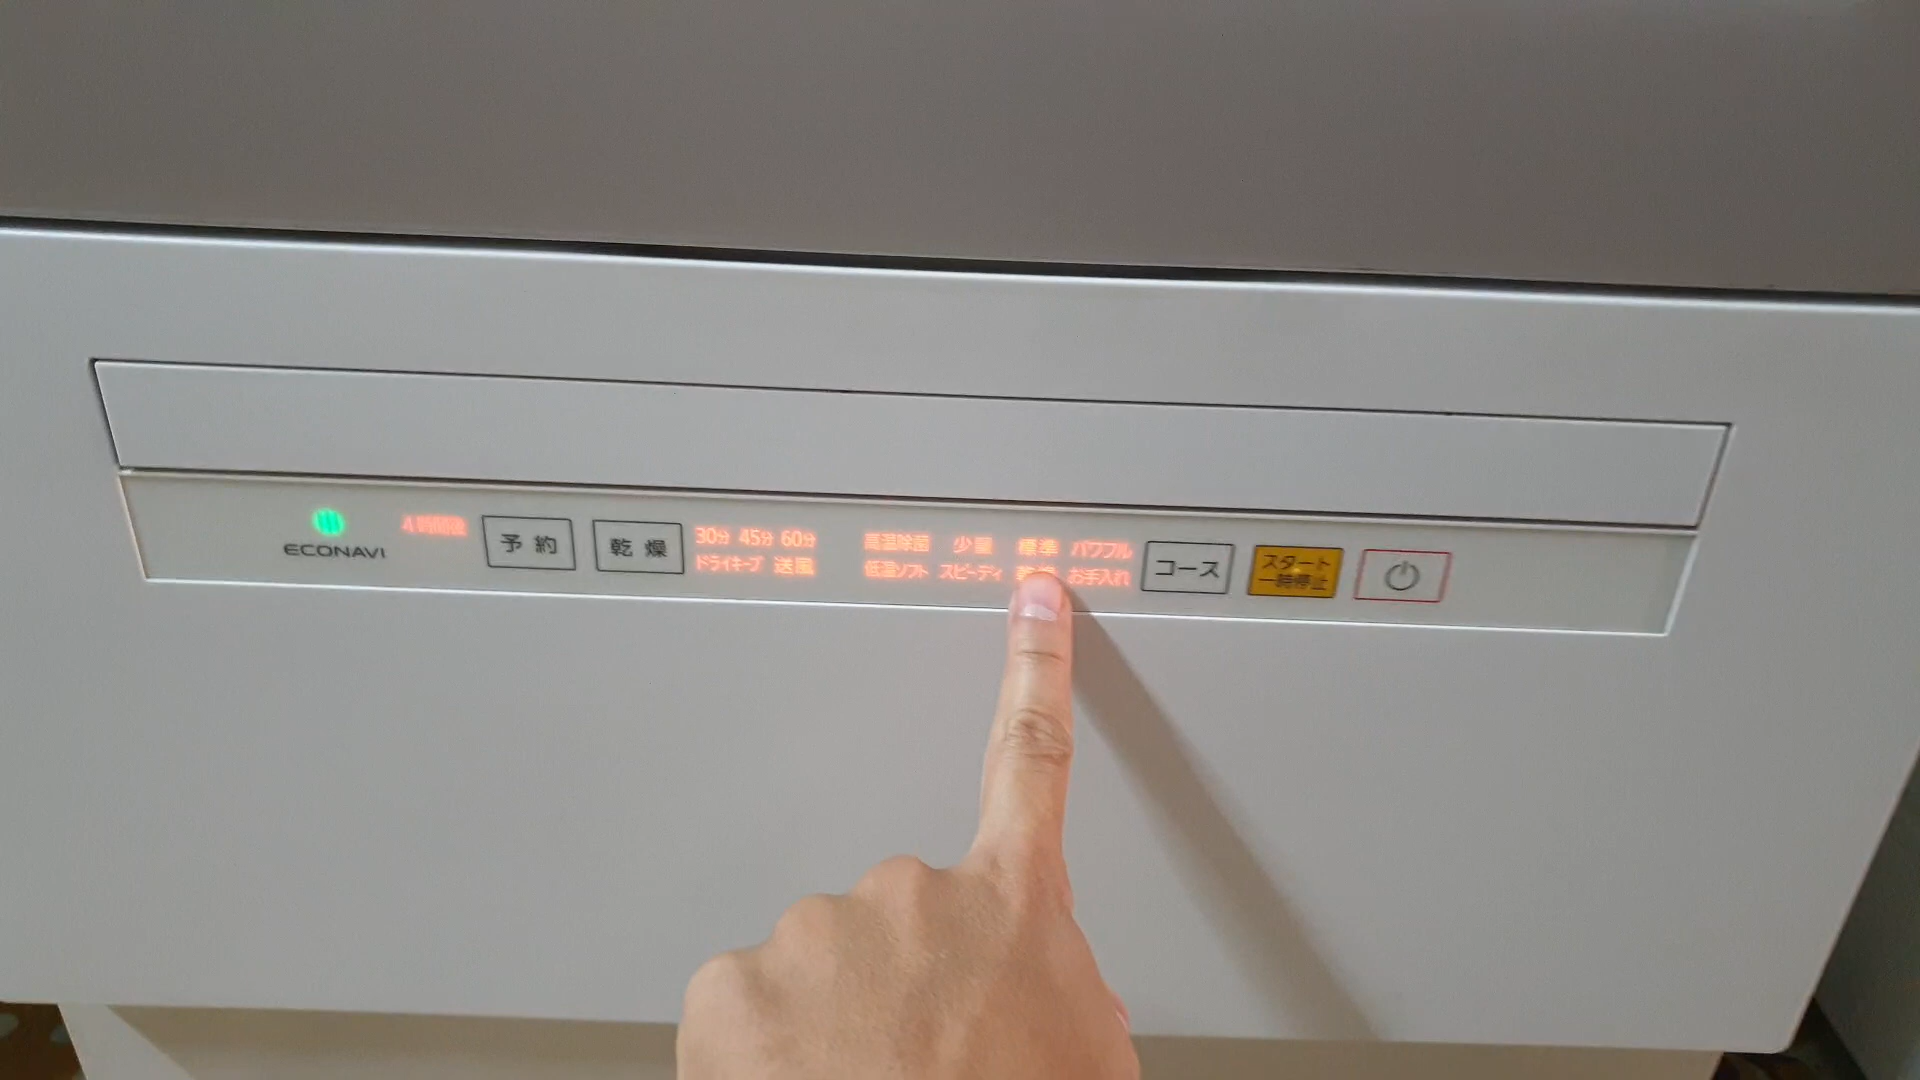 ECONAVI
4時間後
予約
乾燥
30分 45分 60分
ドライキープ 送風
高温除菌 少量 標準 パワフル
低温ソフト スピーディ お手入れ
コース
スタート
一時停止